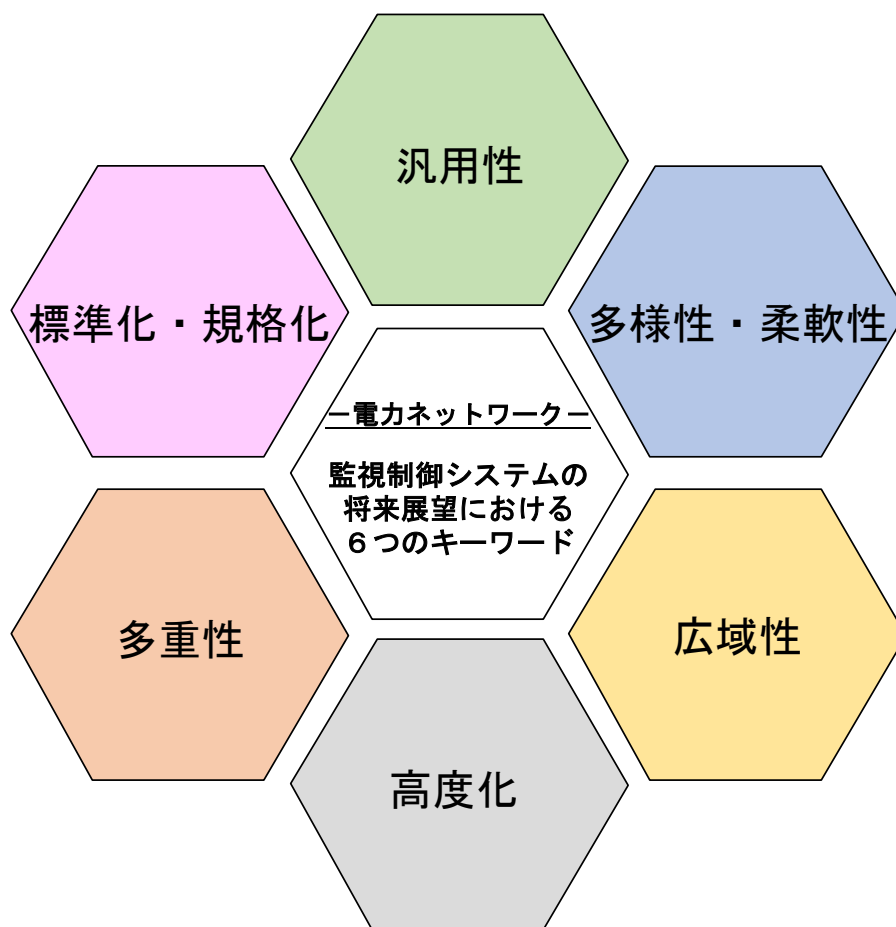 汎用性
標準化・規格化
多様性・柔軟性
－電力ネットワーク－
監視制御システムの
将来展望における
６つのキーワード
多重性
広域性
高度化